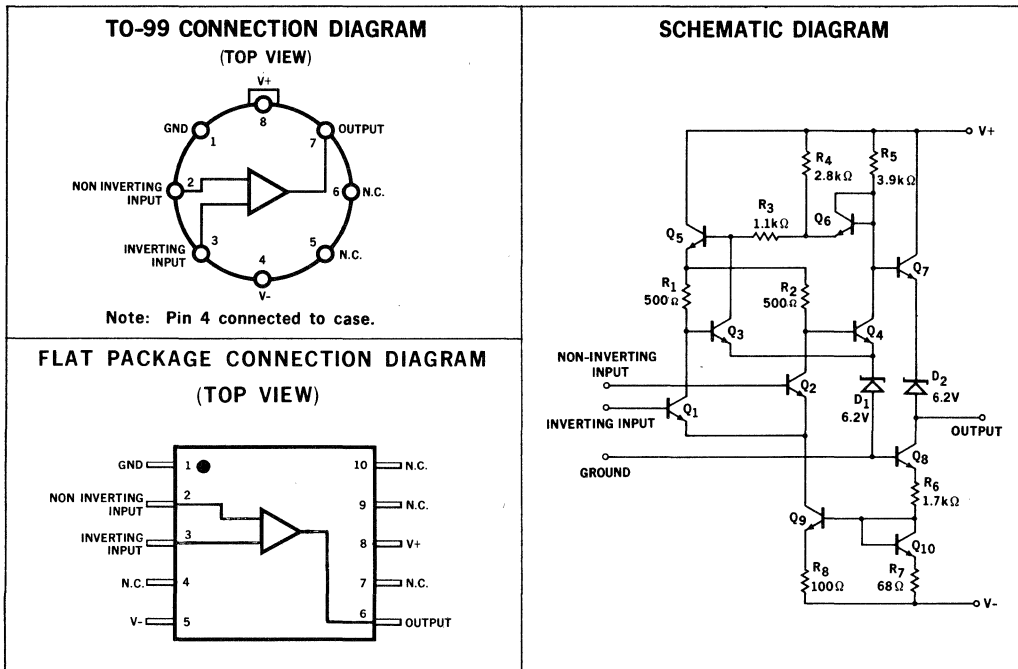 TO-99 CONNECTION DIAGRAM
(TOP VIEW)
V+
8
GND
1
OUTPUT
7
NON INVERTING
INPUT
2
6
N.C.
INVERTING
INPUT
3
5
N.C.
4
V-
Note: Pin 4 connected to case.
FLAT PACKAGE CONNECTION DIAGRAM
(TOP VIEW)
GND
1
10
N.C.
NON INVERTING
INPUT
2
9
N.C.
INVERTING
INPUT
3
8
V+
N.C.
4
7
N.C.
V-
5
6
OUTPUT
SCHEMATIC DIAGRAM
V+
R4
2.8kΩ
R5
3.9kΩ
R3
1.1kΩ
Q6
Q5
Q7
R1
500Ω
R2
500Ω
Q3
Q4
NON-INVERTING
INPUT
Q2
D1
6.2V
D2
6.2V
Q1
INVERTING INPUT
OUTPUT
GROUND
Q8
R6
1.7kΩ
Q9
Q10
R8
100Ω
R7
68Ω
V-